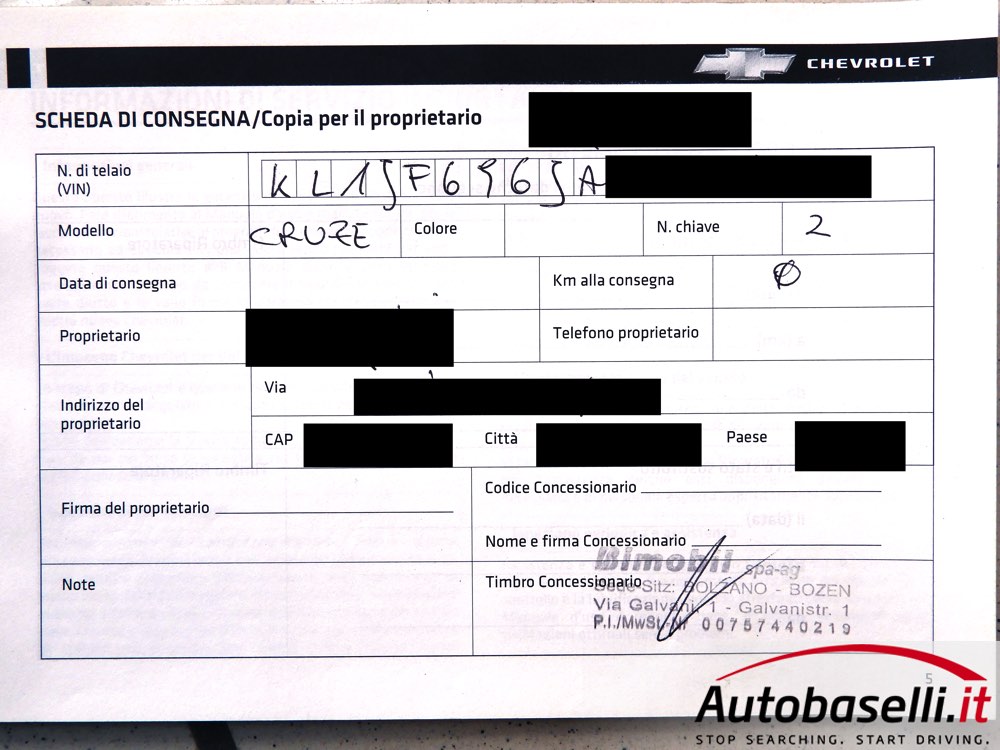 CHEVROLET
SCHEDA DI CONSEGNA/Copia per il proprietario
N. di telaio
(VIN)
KL1JF696JA
Modello
CRUZE
Colore
N. chiave
2
Data di consegna
Km alla consegna
0
Proprietario
Telefono proprietario
Indirizzo del
proprietario
Via
CAP
Città
Paese
Firma del proprietario
Codice Concessionario
Nome e firma Concessionario
Note
Timbro Concessionario
Bimobil spa-ag
Sede-Sitz: BOLZANO - BOZEN
Via Galvani, 1 - Galvanistr. 1
P.I./MwSt-Nr 00757440219
5
Autobaselli.it
STOP SEARCHING. START DRIVING.